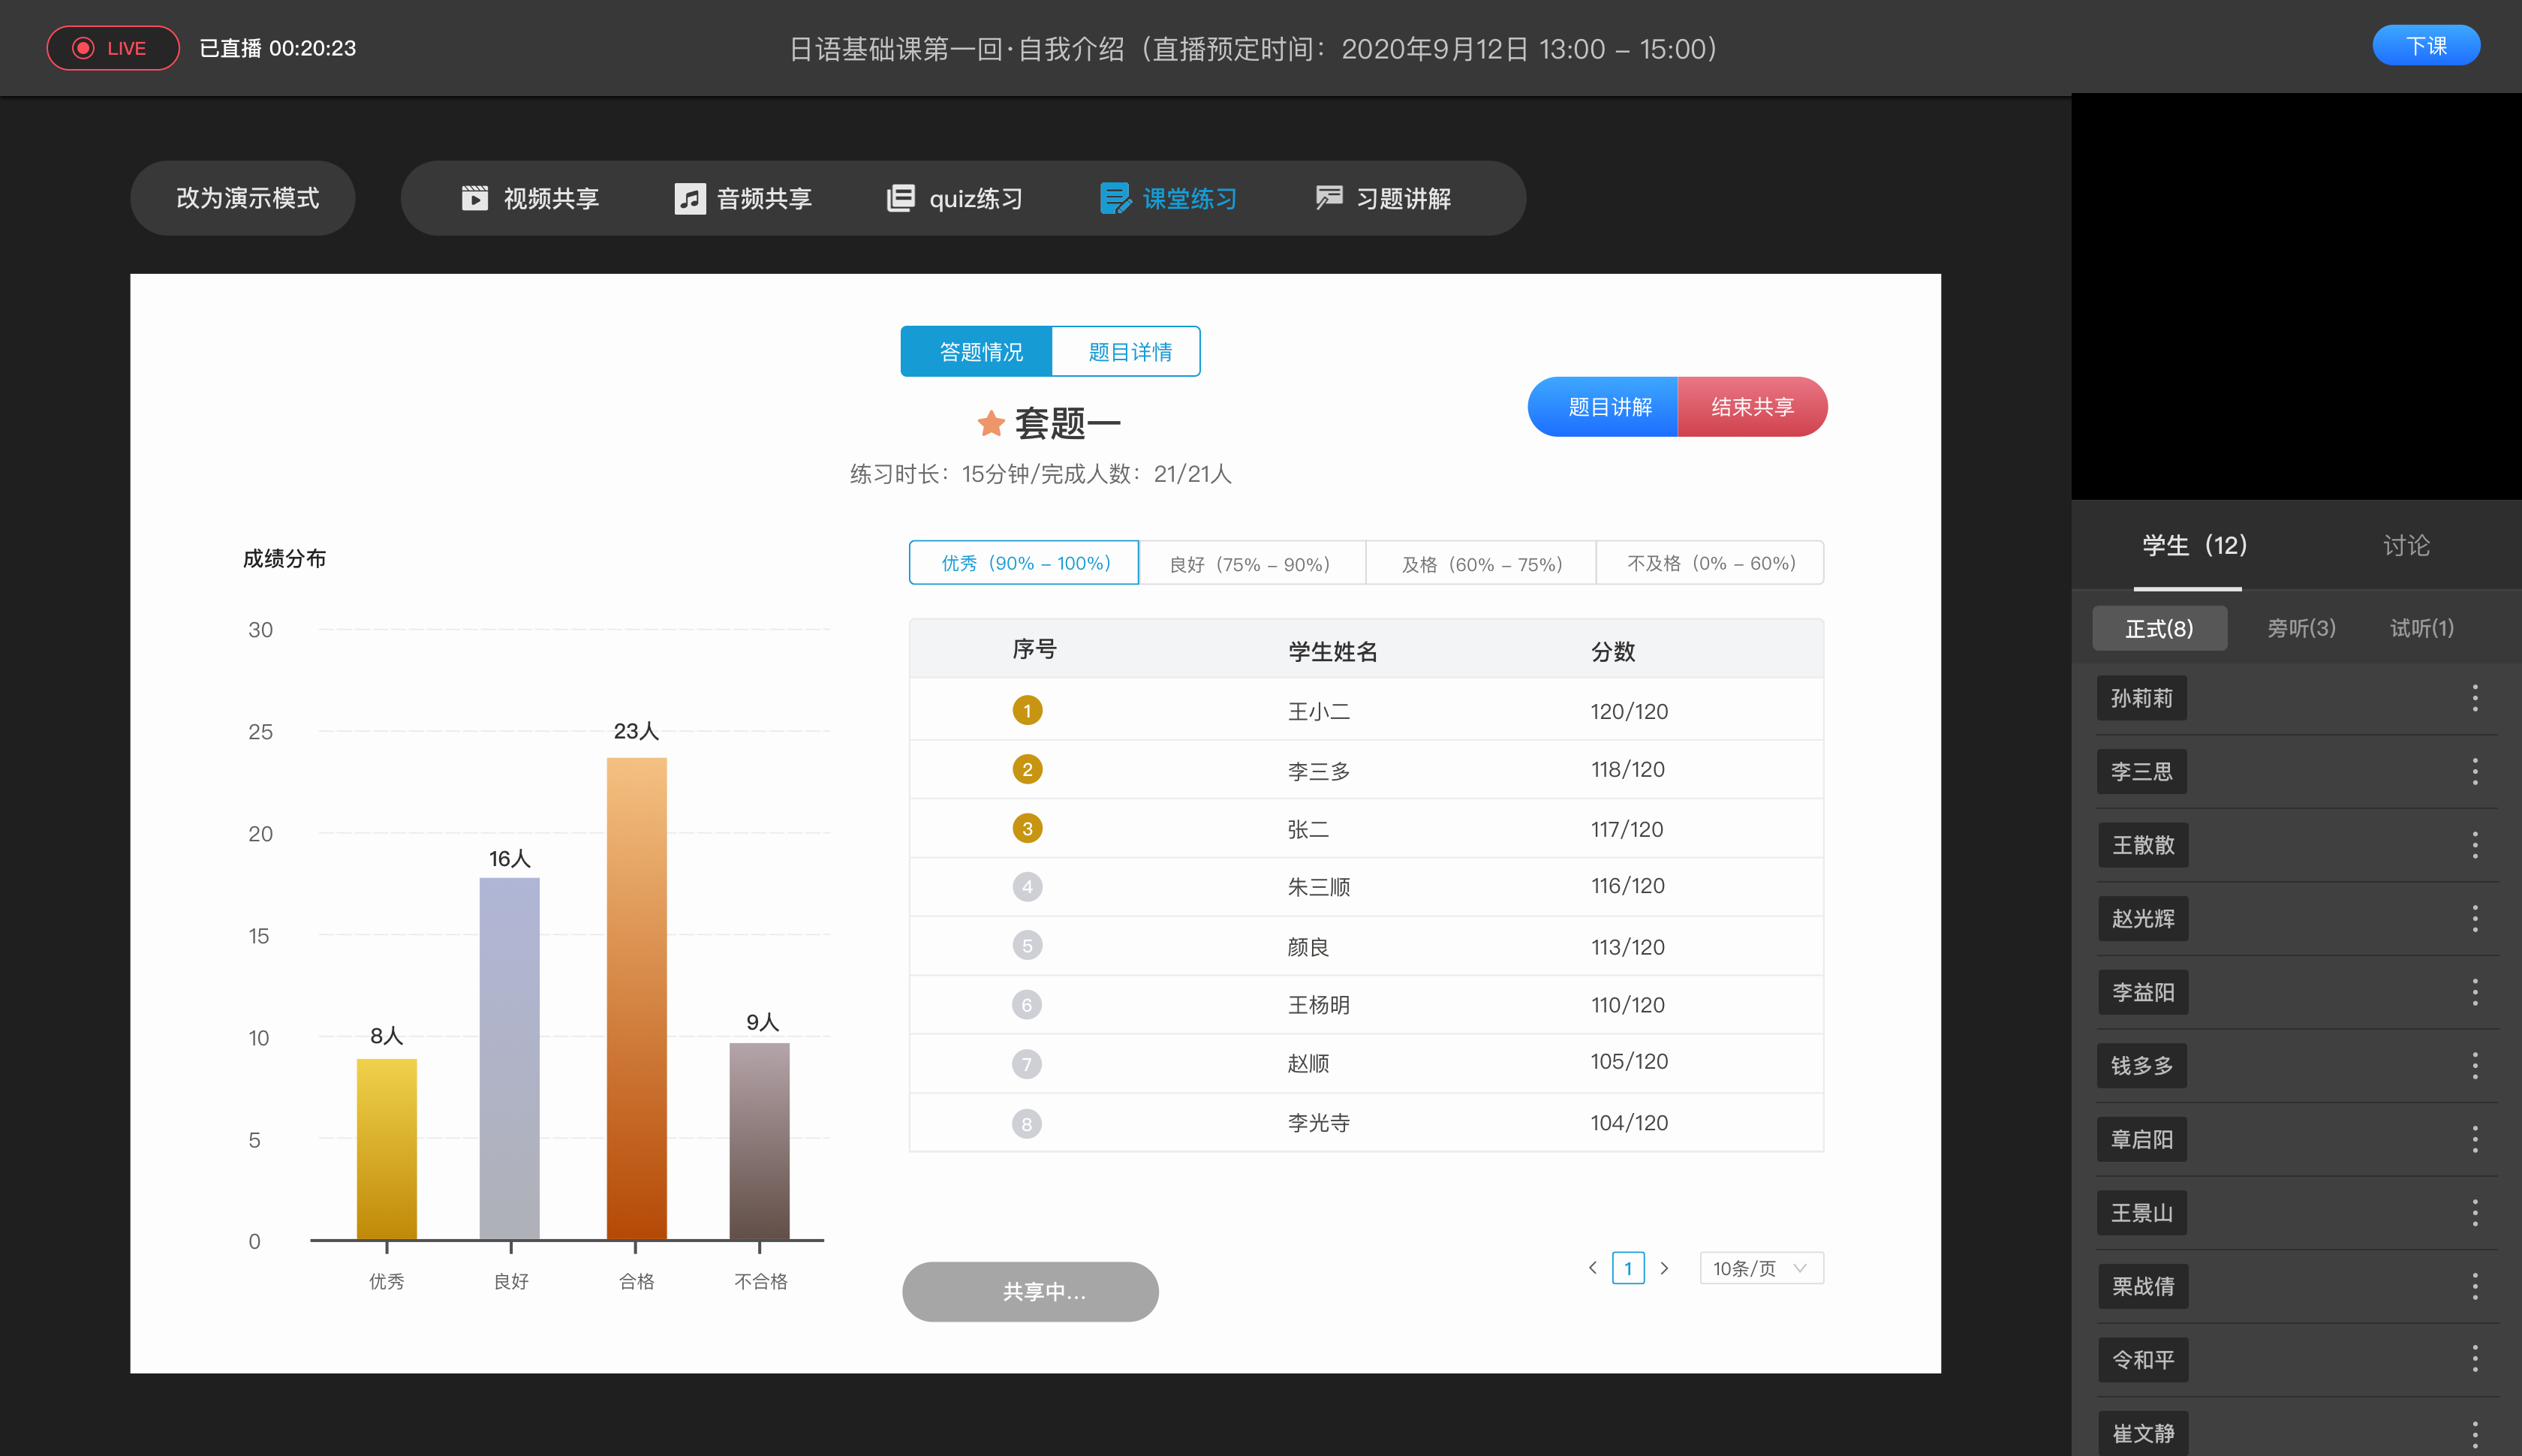 LIVE 已直播 00:20:23
日语基础课第一回·自我介绍（直播预定时间：2020年9月12日 13:00 – 15:00）
下课
改为演示模式
视频共享 音频共享 quiz练习 课堂练习 习题讲解
答题情况 题目详情
套题一
题目讲解 结束共享
练习时长：15分钟/完成人数：21/21人
成绩分布
30
25
20
15
10
5
0
8人
16人
23人
9人
优秀 良好 合格 不合格
优秀（90% – 100%） 良好（75% – 90%） 及格（60% – 75%） 不及格（0% – 60%）
序号 学生姓名 分数
1 王小二 120/120
2 李三多 118/120
3 张二 117/120
4 朱三顺 116/120
5 颜良 113/120
6 王杨明 110/120
7 赵顺 105/120
8 李光寺 104/120
共享中...
1 10条/页
学生（12） 讨论
正式(8) 旁听(3) 试听(1)
孙莉莉
李三思
王散散
赵光辉
李益阳
钱多多
章启阳
王景山
栗战倩
令和平
崔文静